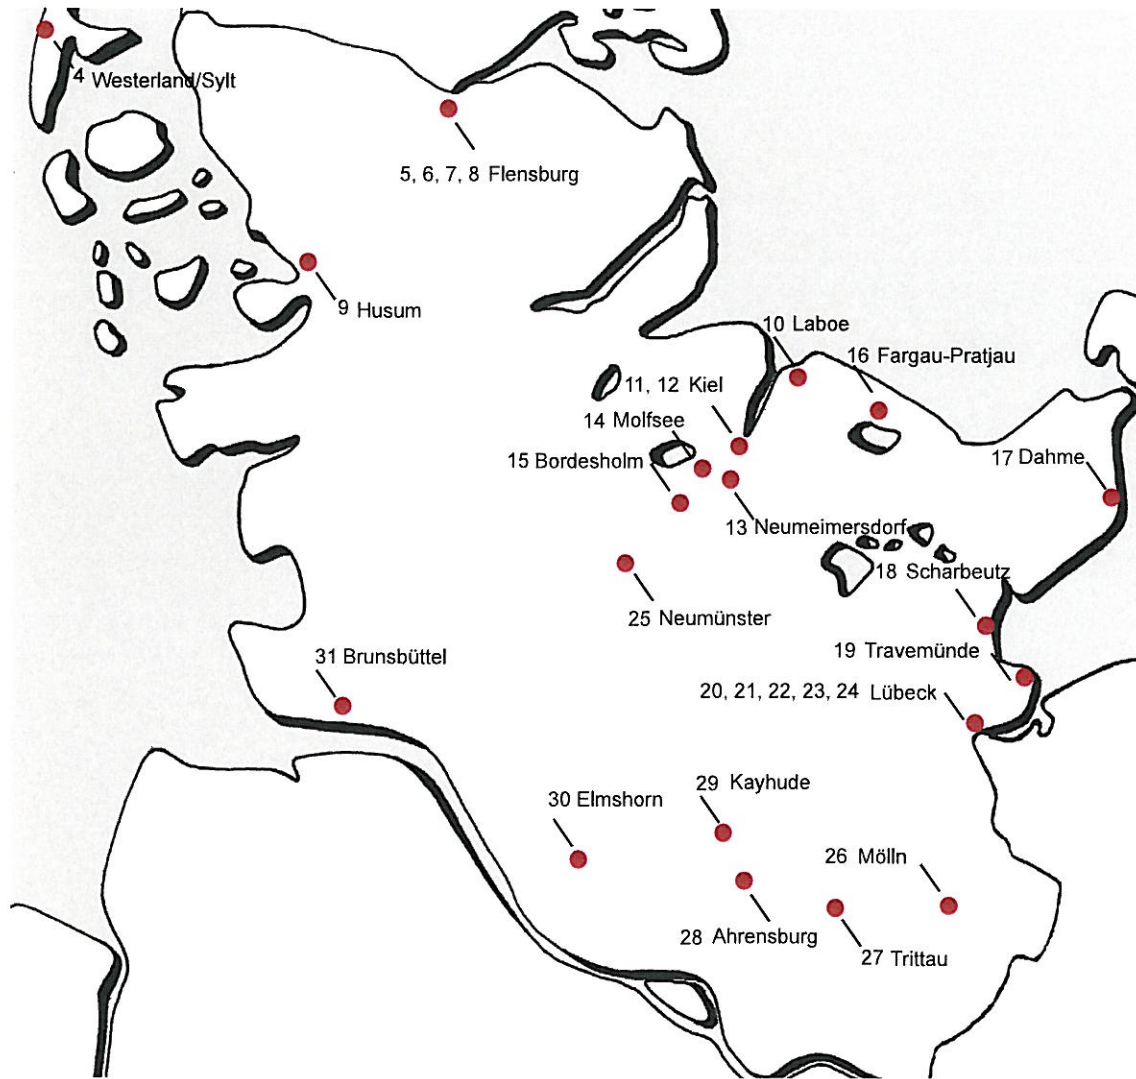 4 Westerland/Sylt
5, 6, 7, 8 Flensburg
9 Husum
10 Laboe
16 Fargau-Pratjau
11, 12 Kiel
14 Molfsee
15 Bordesholm
17 Dahme
13 Neumeimersdorf
18 Scharbeutz
25 Neumünster
19 Travemünde
31 Brunsbüttel
20, 21, 22, 23, 24 Lübeck
29 Kayhude
30 Elmshorn
26 Mölln
28 Ahrensburg
27 Trittau